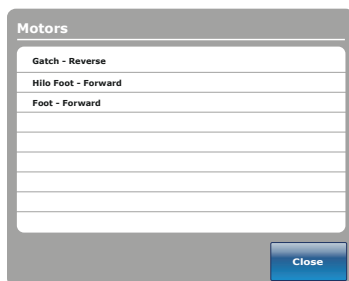 Motors
Gatch - Reverse
Hilo Foot - Forward
Foot - Forward
Close